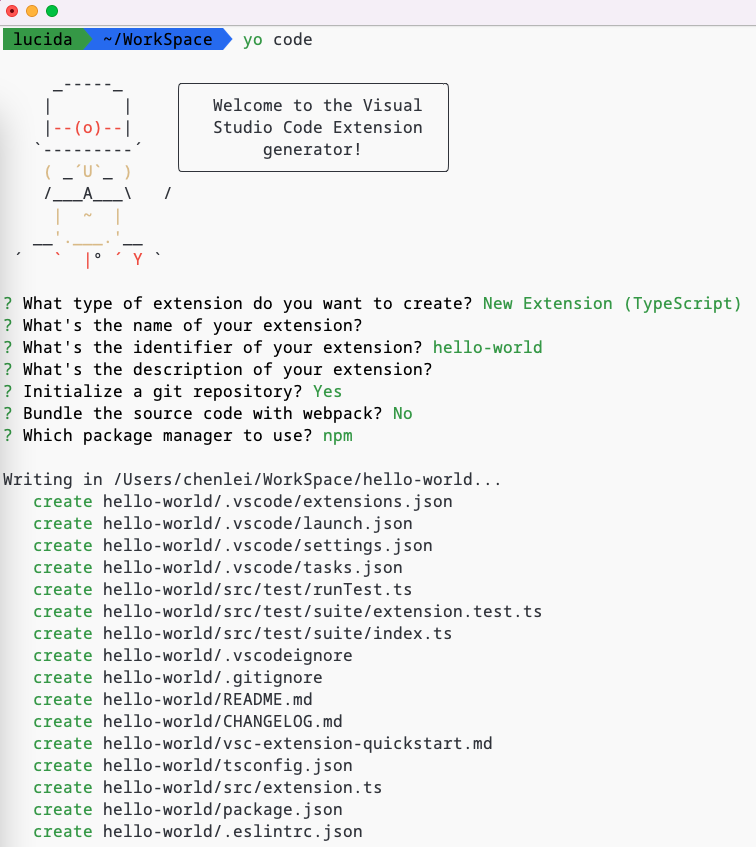 lucida ~/WorkSpace yo code
     _-----_
    |       |
    |--(o)--|
   `---------´
    ( _´U`_ )
    /___A___\   /
     |  ~  |
   __'.___.'__
 ´   `  |° ´ Y `
Welcome to the Visual
Studio Code Extension
generator!
? What type of extension do you want to create? New Extension (TypeScript)
? What's the name of your extension?
? What's the identifier of your extension? hello-world
? What's the description of your extension?
? Initialize a git repository? Yes
? Bundle the source code with webpack? No
? Which package manager to use? npm
Writing in /Users/chenlei/WorkSpace/hello-world...
create hello-world/.vscode/extensions.json
create hello-world/.vscode/launch.json
create hello-world/.vscode/settings.json
create hello-world/.vscode/tasks.json
create hello-world/src/test/runTest.ts
create hello-world/src/test/suite/extension.test.ts
create hello-world/src/test/suite/index.ts
create hello-world/.vscodeignore
create hello-world/.gitignore
create hello-world/README.md
create hello-world/CHANGELOG.md
create hello-world/vsc-extension-quickstart.md
create hello-world/tsconfig.json
create hello-world/src/extension.ts
create hello-world/package.json
create hello-world/.eslintrc.json